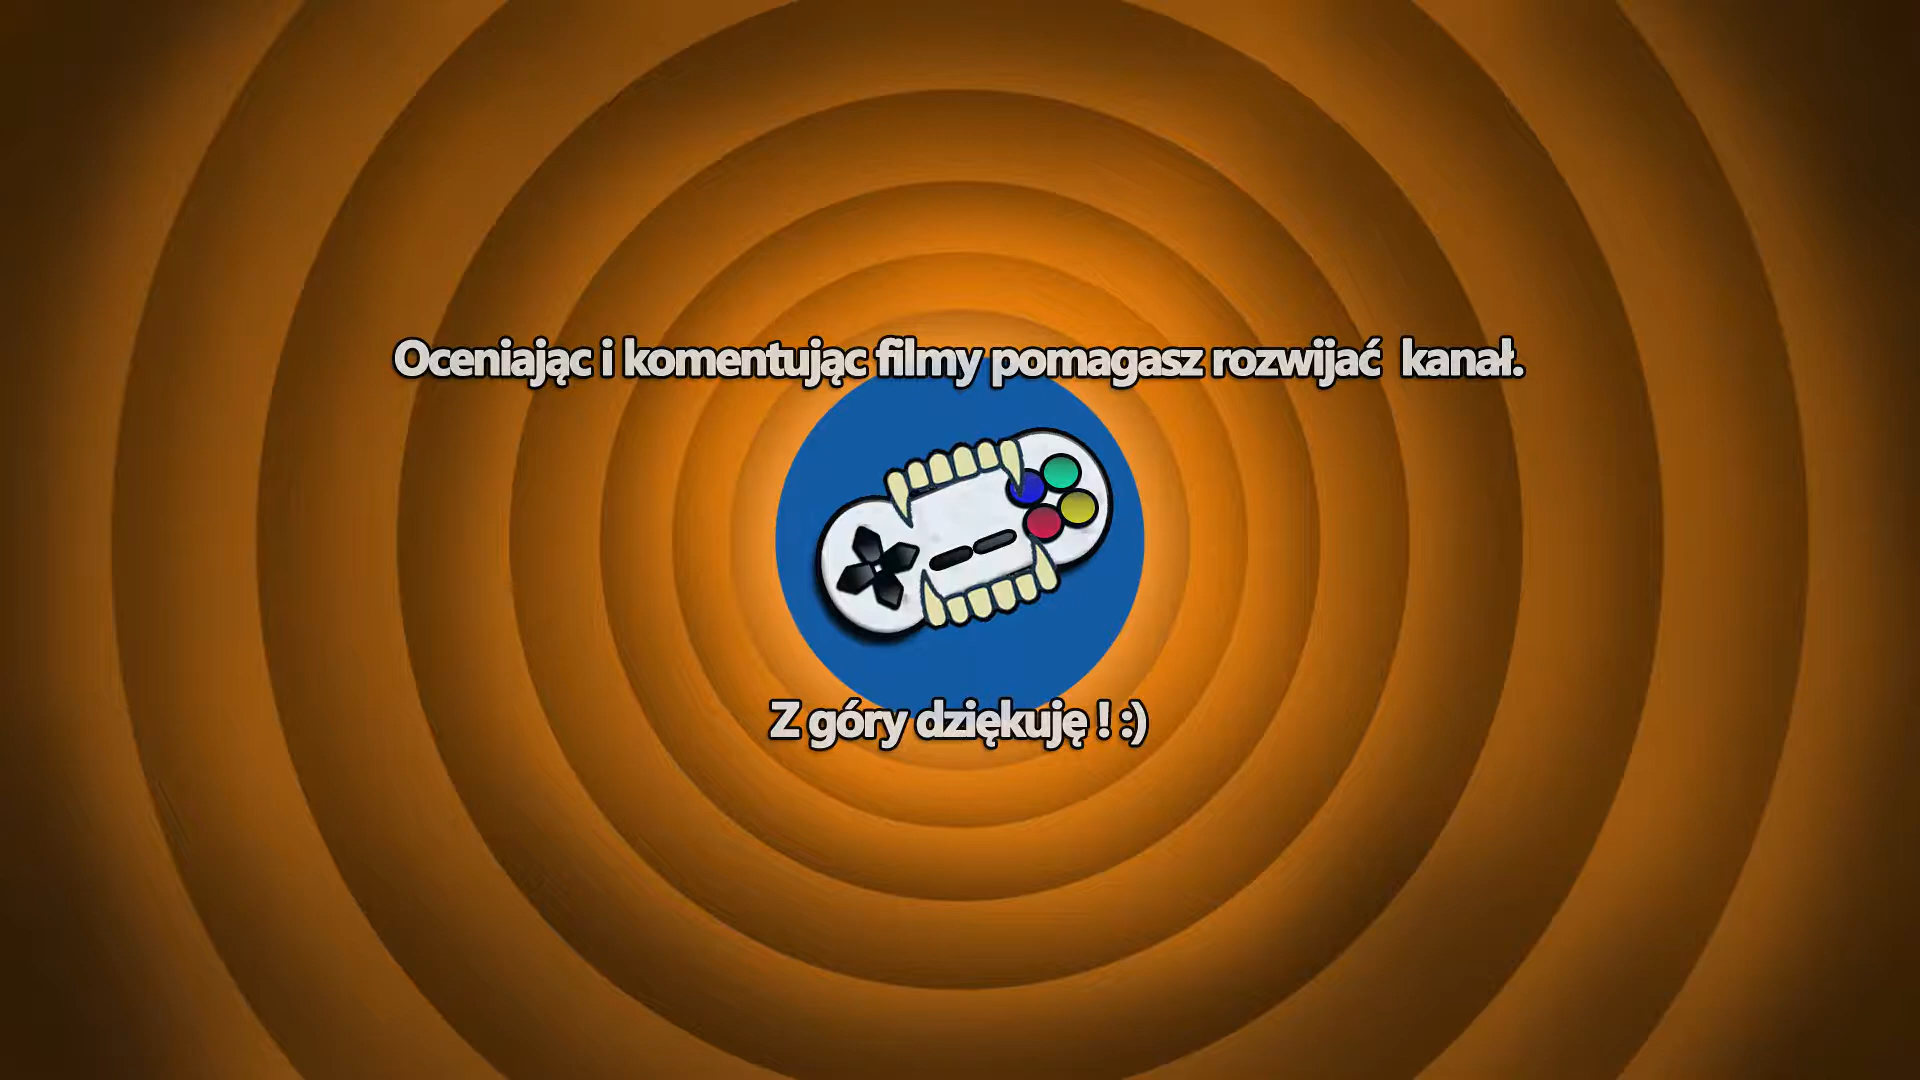 Oceniając i komentując filmy pomagasz rozwijać  kanał.
Z góry dziękuję ! :)